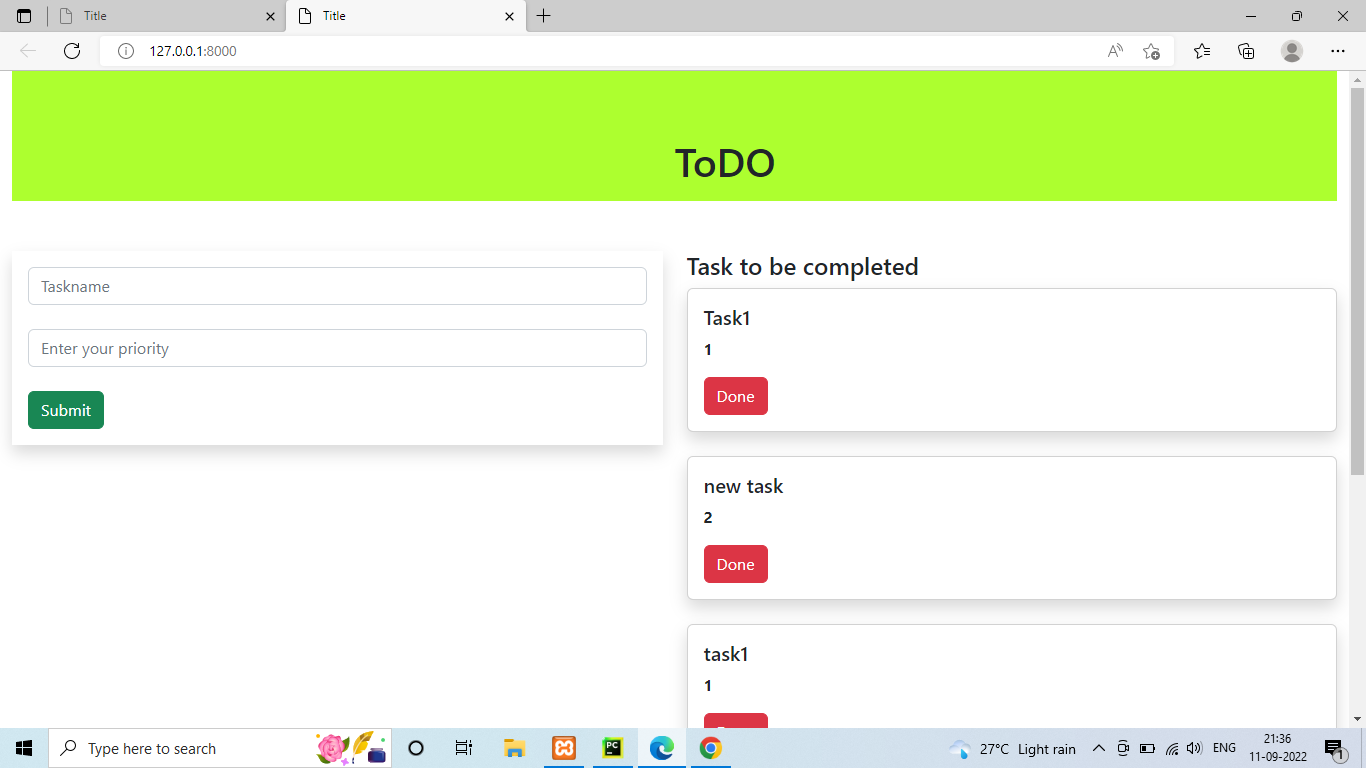 Title
Title
127.0.0.1:8000
ToDO
Taskname
Enter your priority
Submit
Task to be completed
Task1
1
Done
new task
2
Done
task1
1
Type here to search
PC
27°C Light rain
ENG
21:36
11-09-2022
1